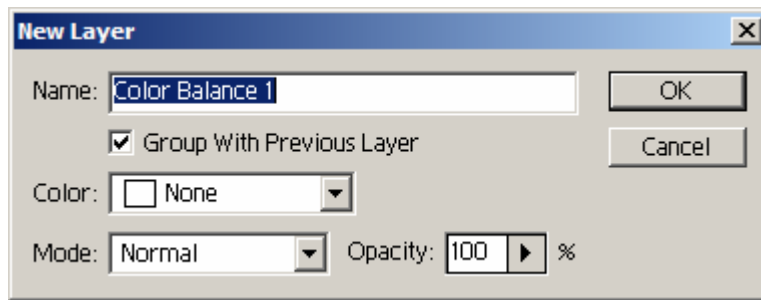 New Layer
Name: Color Balance 1 OK
Group With Previous Layer Cancel
Color: None
Mode: Normal Opacity: 100 %